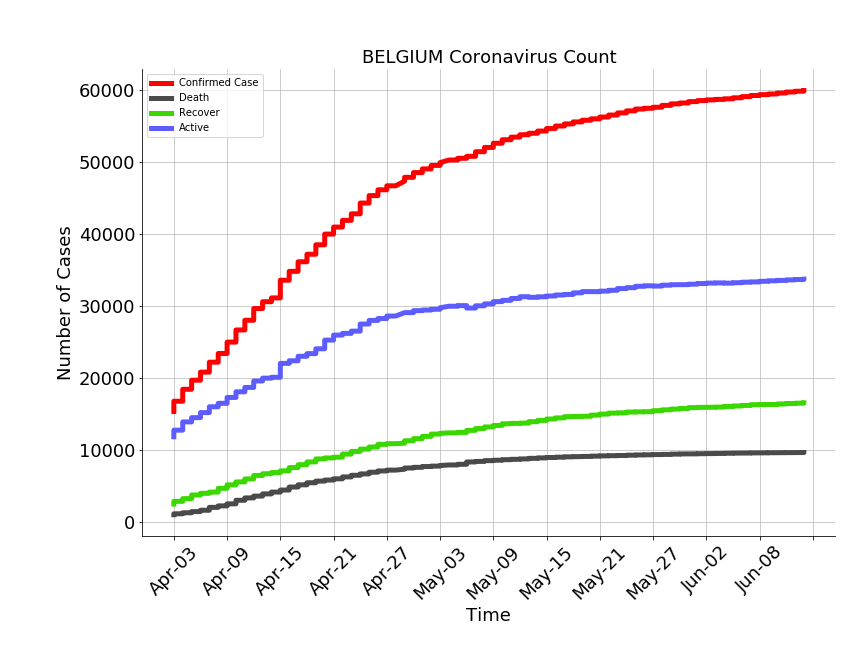 BELGIUM Coronavirus Count
Confirmed Case
Death
Recover
Active
Number of Cases
60000
50000
40000
30000
20000
10000
0
Apr-03 Apr-09 Apr-15 Apr-21 Apr-27 May-03 May-09 May-15 May-21 May-27 Jun-02 Jun-08
Time